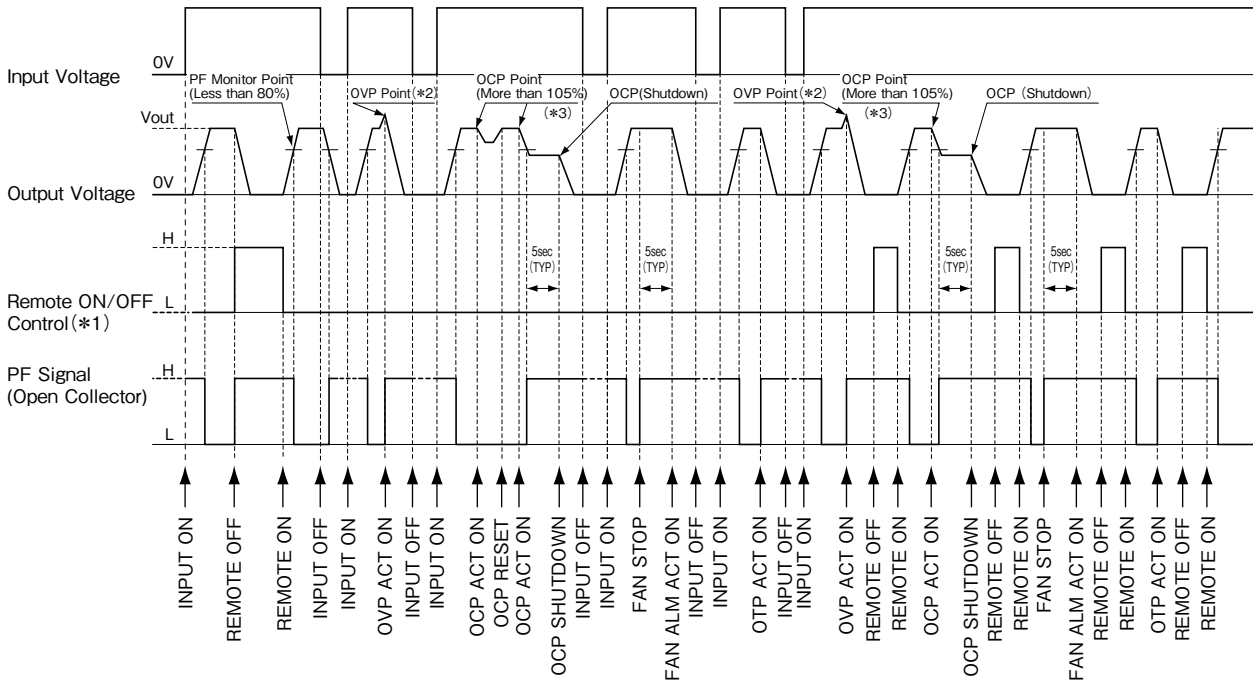 Input Voltage
0V
PF Monitor Point
(Less than 80%)
OVP Point(*2)
OCP Point
(More than 105%)
(*3)
OCP(Shutdown)
OVP Point(*2)
OCP Point
(More than 105%)
(*3)
OCP (Shutdown)
Vout
Output Voltage
0V
H
5sec
(TYP)
5sec
(TYP)
5sec
(TYP)
5sec
(TYP)
Remote ON/OFF
Control(*1)
L
PF Signal
(Open Collector)
H
L
INPUT ON
REMOTE OFF
REMOTE ON
INPUT OFF
INPUT ON
OVP ACT ON
INPUT OFF
INPUT ON
OCP ACT ON
OCP RESET
OCP ACT ON
OCP SHUTDOWN
INPUT OFF
INPUT ON
FAN STOP
FAN ALM ACT ON
INPUT OFF
INPUT ON
OTP ACT ON
INPUT OFF
INPUT ON
OVP ACT ON
REMOTE OFF
REMOTE ON
OCP ACT ON
OCP SHUTDOWN
REMOTE OFF
REMOTE ON
FAN STOP
FAN ALM ACT ON
REMOTE OFF
REMOTE ON
OTP ACT ON
REMOTE OFF
REMOTE ON